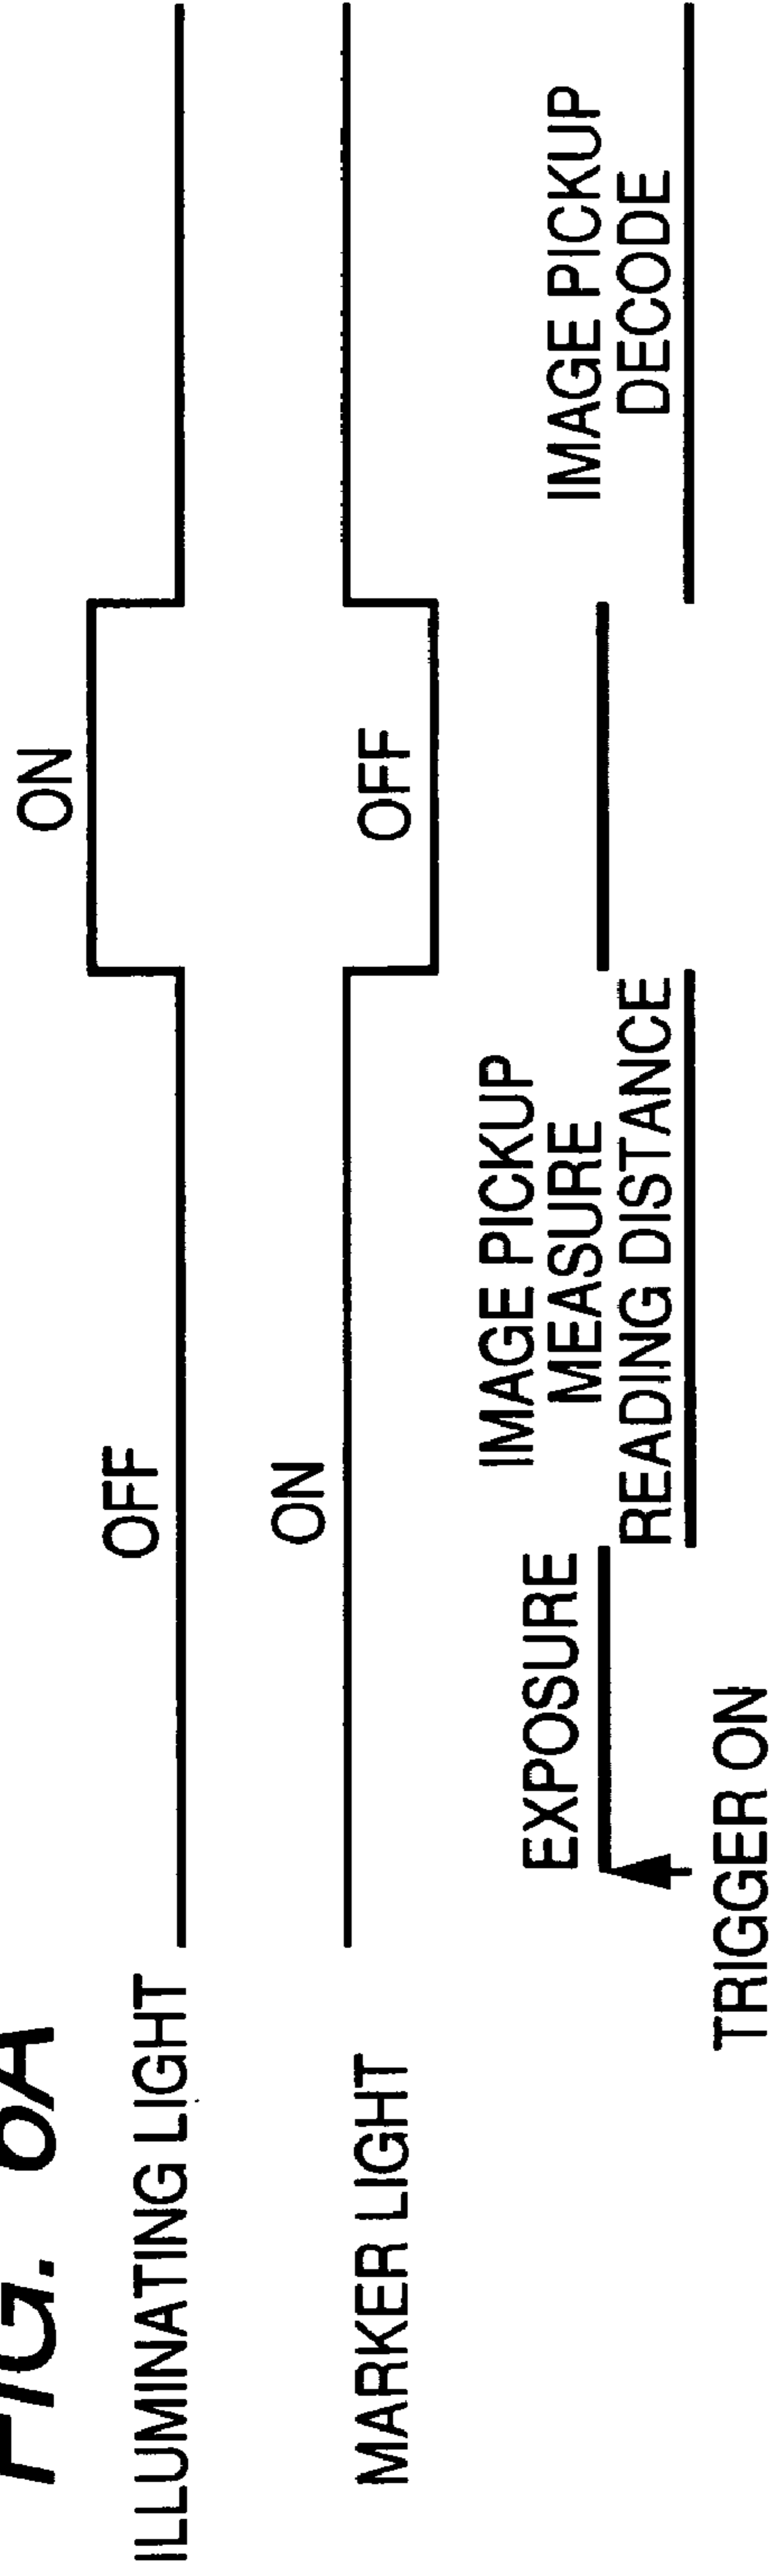 FIG. 6A
ILLUMINATING LIGHT
OFF
ON
MARKER LIGHT
ON
OFF
EXPOSURE
IMAGE PICKUP
MEASURE
READING DISTANCE
IMAGE PICKUP
DECODE
TRIGGER ON